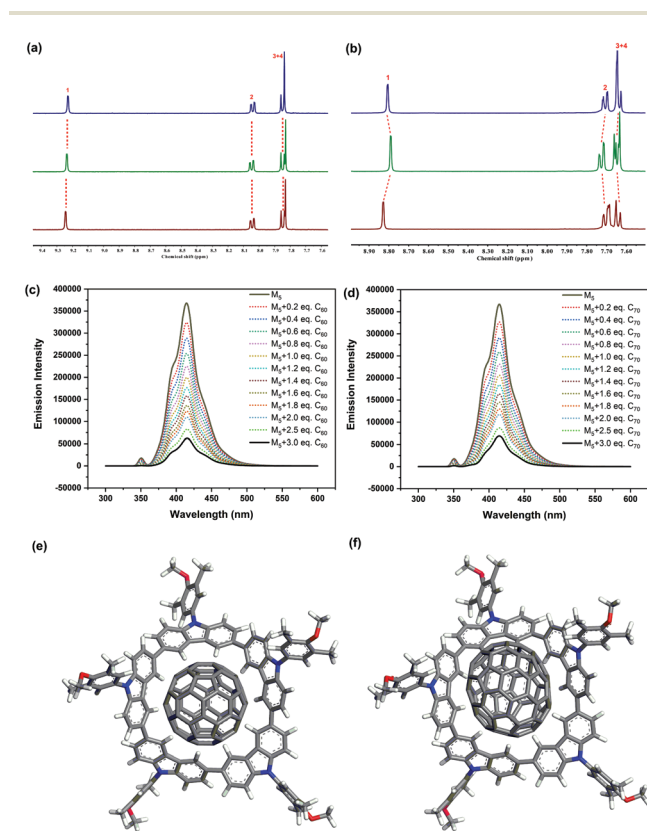 (a)
1
2
3+4
9.4 9.3 9.2 9.1 9.0 8.9 8.8 8.7 8.6 8.5 8.4 8.3 8.2 8.1 8.0 7.9 7.8 7.7 7.6
Chemical shift (ppm)
(b)
1
2
3+4
8.90 8.80 8.70 8.60 8.50 8.40 8.30 8.20 8.10 8.00 7.90 7.80 7.70 7.60 7.50
Chemical shift (ppm)
(c)
400000
350000
300000
250000
200000
150000
100000
50000
0
-50000
Emission Intensity
300 350 400 450 500 550 600
Wavelength (nm)
M₅
M₅+0.2 eq. C₆₀
M₅+0.4 eq. C₆₀
M₅+0.6 eq. C₆₀
M₅+0.8 eq. C₆₀
M₅+1.0 eq. C₆₀
M₅+1.2 eq. C₆₀
M₅+1.4 eq. C₆₀
M₅+1.6 eq. C₆₀
M₅+1.8 eq. C₆₀
M₅+2.0 eq. C₆₀
M₅+2.5 eq. C₆₀
M₅+3.0 eq. C₆₀
(d)
400000
350000
300000
250000
200000
150000
100000
50000
0
-50000
Emission Intensity
300 350 400 450 500 550 600
Wavelength (nm)
M₅
M₅+0.2 eq. C₇₀
M₅+0.4 eq. C₇₀
M₅+0.6 eq. C₇₀
M₅+0.8 eq. C₇₀
M₅+1.0 eq. C₇₀
M₅+1.2 eq. C₇₀
M₅+1.4 eq. C₇₀
M₅+1.6 eq. C₇₀
M₅+1.8 eq. C₇₀
M₅+2.0 eq. C₇₀
M₅+2.5 eq. C₇₀
M₅+3.0 eq. C₇₀
(e)
(f)